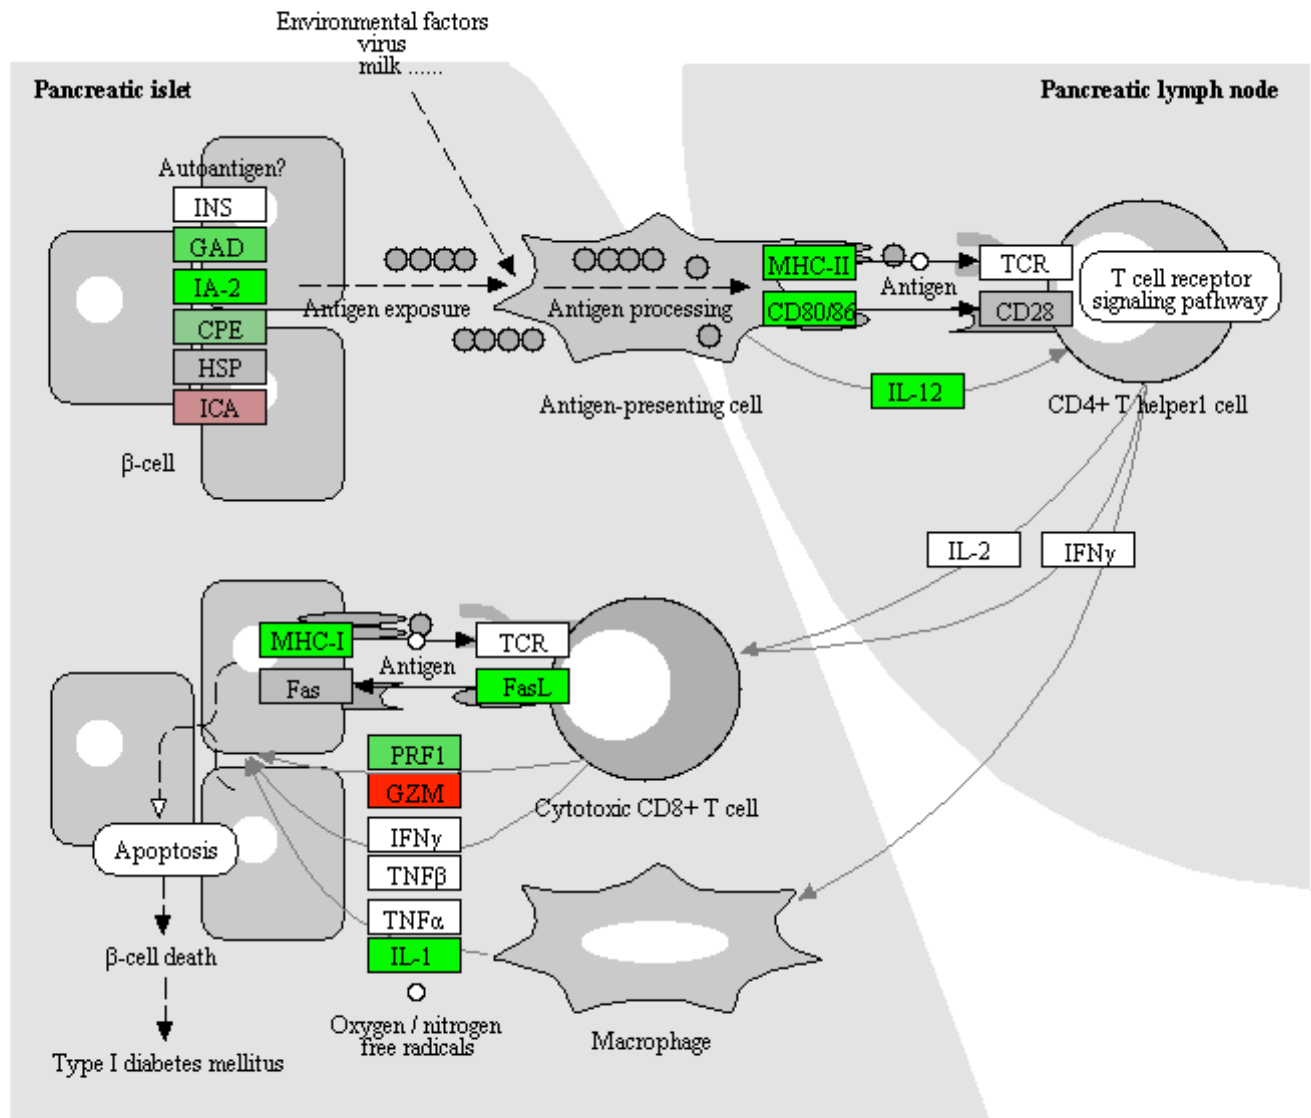 Environmental factors
virus
milk ......
Pancreatic islet
Pancreatic lymph node
Autoantigen?
INS
GAD
IA-2
CPE
HSP
ICA
β-cell
Antigen exposure
Antigen processing
Antigen-presenting cell
MHC-II
CD80/86
Antigen
TCR
CD28
T cell receptor
signaling pathway
IL-12
CD4+ T helper1 cell
IL-2
IFNγ
MHC-I
Fas
Antigen
TCR
FasL
PRF1
GZM
IFNγ
TNFβ
TNFα
IL-1
Cytotoxic CD8+ T cell
Apoptosis
β-cell death
Type I diabetes mellitus
Oxygen / nitrogen
free radicals
Macrophage